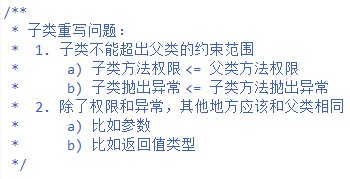 /**
* 子类重写问题：
* 1. 子类不能超出父类的约束范围
* a) 子类方法权限 <= 父类方法权限
* b) 子类抛出异常 <= 子类方法抛出异常
* 2. 除了权限和异常，其他地方应该和父类相同
* a) 比如参数
* b) 比如返回值类型
*/